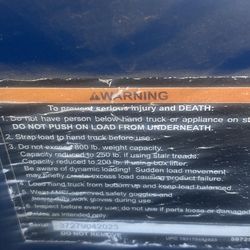 WARNING
To prevent serious injury and DEATH:
1. Do not have person below hand truck or appliance on st
DO NOT PUSH ON LOAD FROM UNDERNEATH.
2. Strap load to hand truck before use.
3. Do not exceed 800 lb. weight capacity.
Capacity reduced to 250 lb. if using Stair treads.
Capacity reduced to 200 lb. if using box lifter.
Be aware of dynamic loading! Sudden load movement
may briefly create excess load causing product failure.
4. Load hand truck from bottom up and keep load balanced
5. Wear ANSI-approved safety goggles and
work gloves during use.
6. Inspect before every use; do not use if parts loose or damaged
Use as intended only.